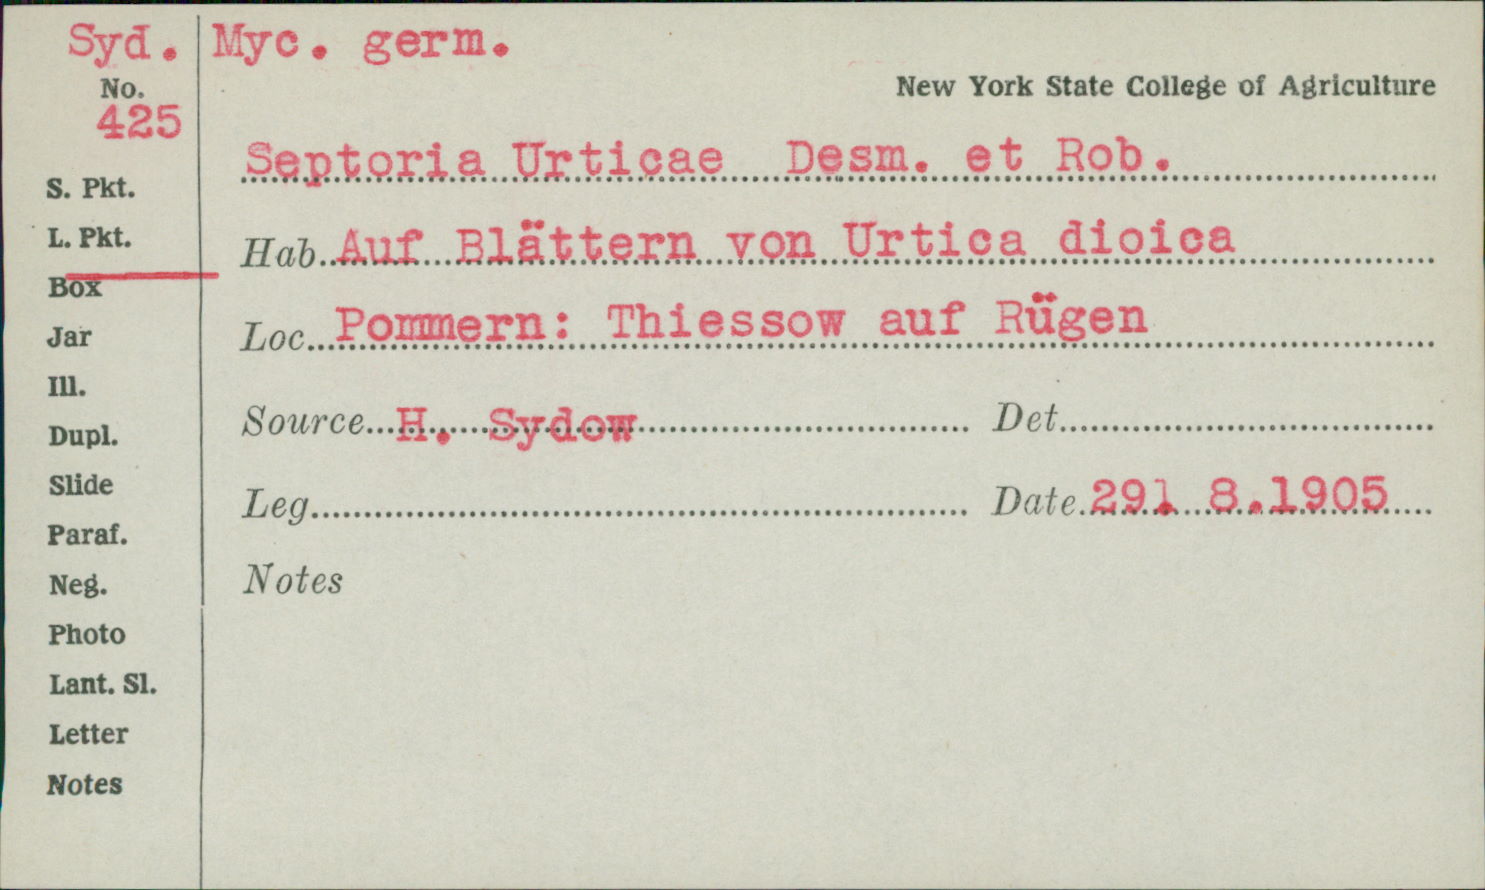 Syd. Myc. germ.
No.
425
New York State College of Agriculture
Septoria Urticae Desm. et Rob.
S. Pkt.
L. Pkt.
Hab. Auf Blättern von Urtica dioica
Box
Loc. Pommern: Thiessow auf Rügen
Jar
Ill.
Source H. Sydow Det.
Dupl.
Slide
Leg. Date 29. 8.1905
Paraf.
Neg.
Notes
Photo
Lant. Sl.
Letter
Notes